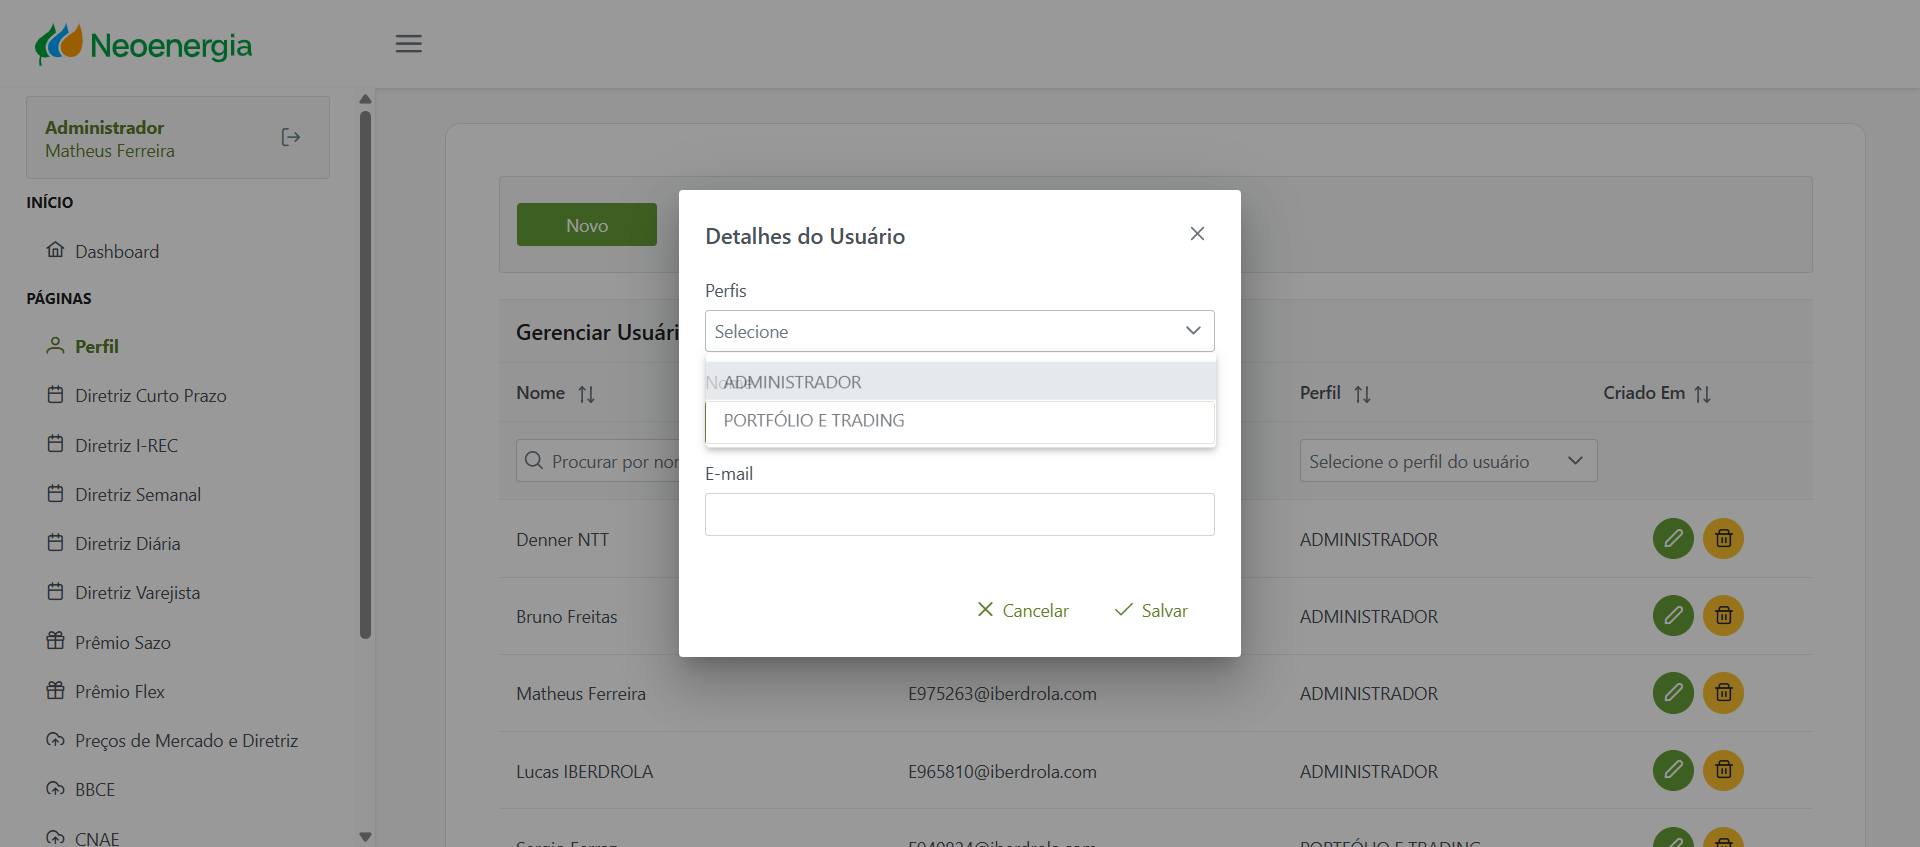 Neoenergia
Administrador
Matheus Ferreira
INÍCIO
Dashboard
PÁGINAS
Perfil
Diretriz Curto Prazo
Diretriz I-REC
Diretriz Semanal
Diretriz Diária
Diretriz Varejista
Prêmio Sazo
Prêmio Flex
Preços de Mercado e Diretriz
BBCE
CNAE
Novo
Gerenciar Usuári
Nome
Perfil
Criado Em
Procurar por nor
Selecione o perfil do usuário
Denner NTT
ADMINISTRADOR
Bruno Freitas
ADMINISTRADOR
Matheus Ferreira
E975263@iberdrola.com
ADMINISTRADOR
Lucas IBERDROLA
E965810@iberdrola.com
ADMINISTRADOR
PORTFÓLIO E TRADING
Detalhes do Usuário
Perfis
Selecione
Nome
ADMINISTRADOR
PORTFÓLIO E TRADING
E-mail
Cancelar
Salvar